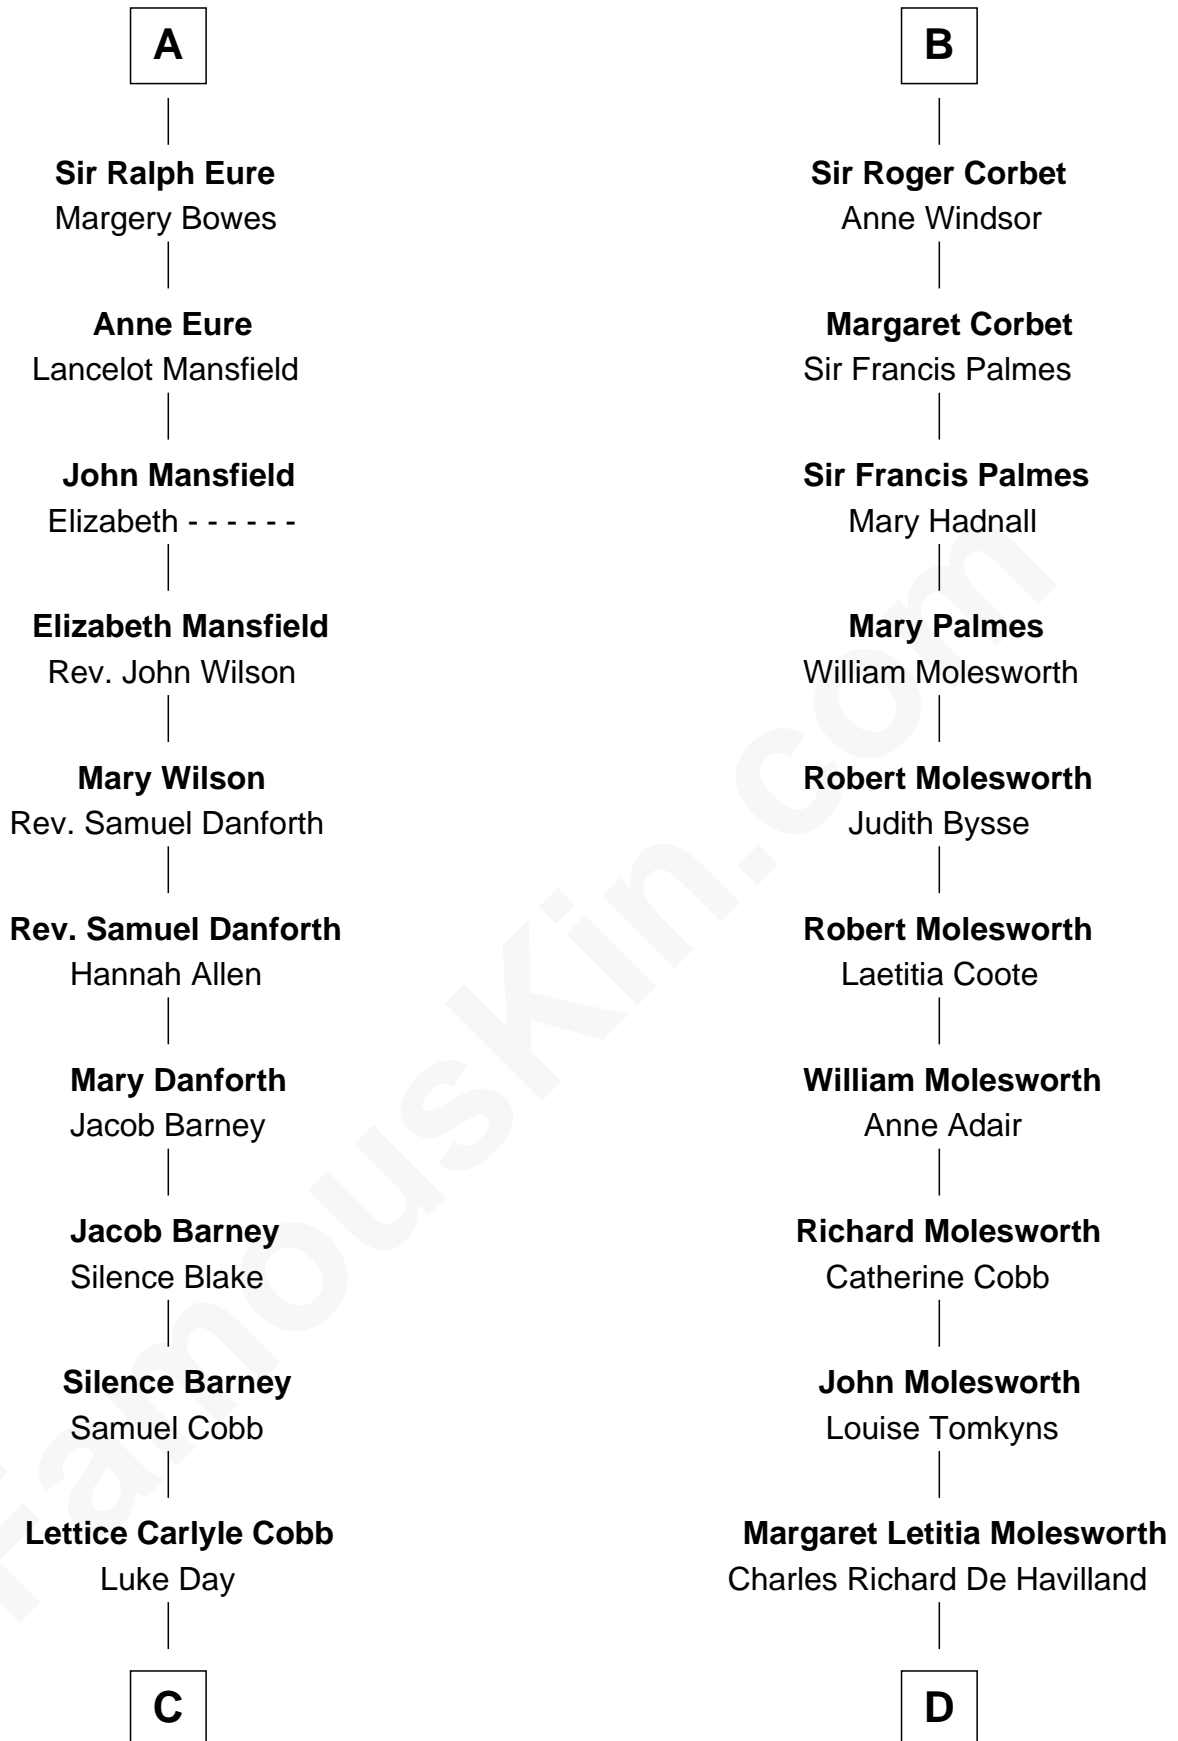 A
Sir Ralph Eure
Margery Bowes
Anne Eure
Lancelot Mansfield
John Mansfield
Elizabeth - - - - - -
Elizabeth Mansfield
Rev. John Wilson
Mary Wilson
Rev. Samuel Danforth
Rev. Samuel Danforth
Hannah Allen
Mary Danforth
Jacob Barney
Jacob Barney
Silence Blake
Silence Barney
Samuel Cobb
Lettice Carlyle Cobb
Luke Day
C
B
Sir Roger Corbet
Anne Windsor
Margaret Corbet
Sir Francis Palmes
Sir Francis Palmes
Mary Hadnall
Mary Palmes
William Molesworth
Robert Molesworth
Judith Bysse
Robert Molesworth
Laetitia Coote
William Molesworth
Anne Adair
Richard Molesworth
Catherine Cobb
John Molesworth
Louise Tomkyns
Margaret Letitia Molesworth
Charles Richard De Havilland
D
FamousKin.com